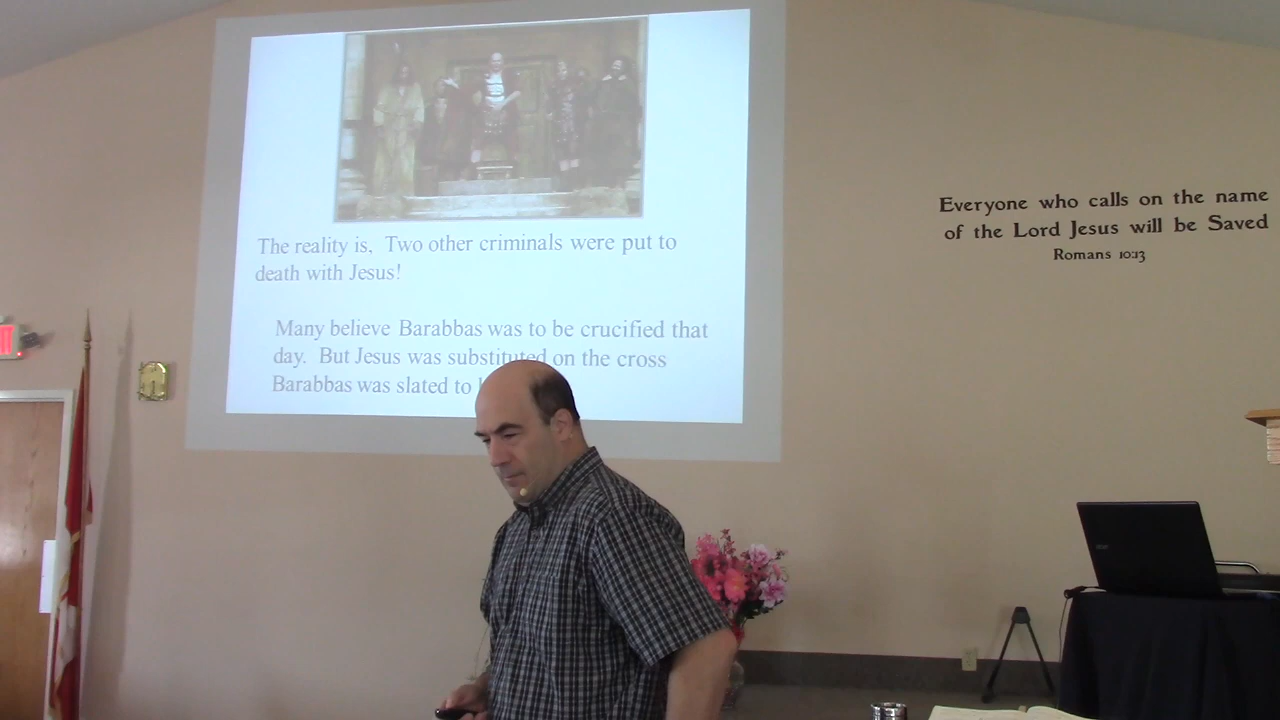 The reality is, Two other criminals were put to
death with Jesus!
Many believe Barabbas was to be crucified that
day. But Jesus was substituted on the cross
Barabbas was slated to
Everyone who calls on the name
of the Lord Jesus will be Saved
Romans 10:13
acer